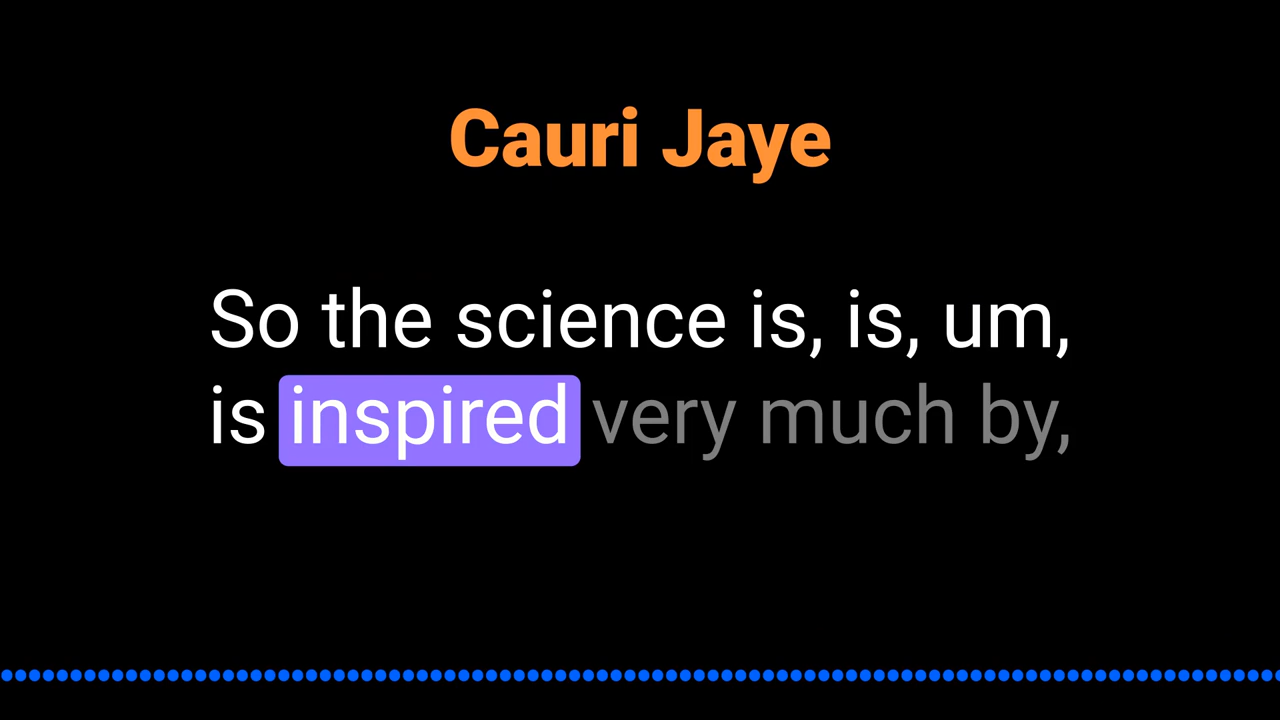 Cauri Jaye
So the science is, is, um,
is inspired very much by,